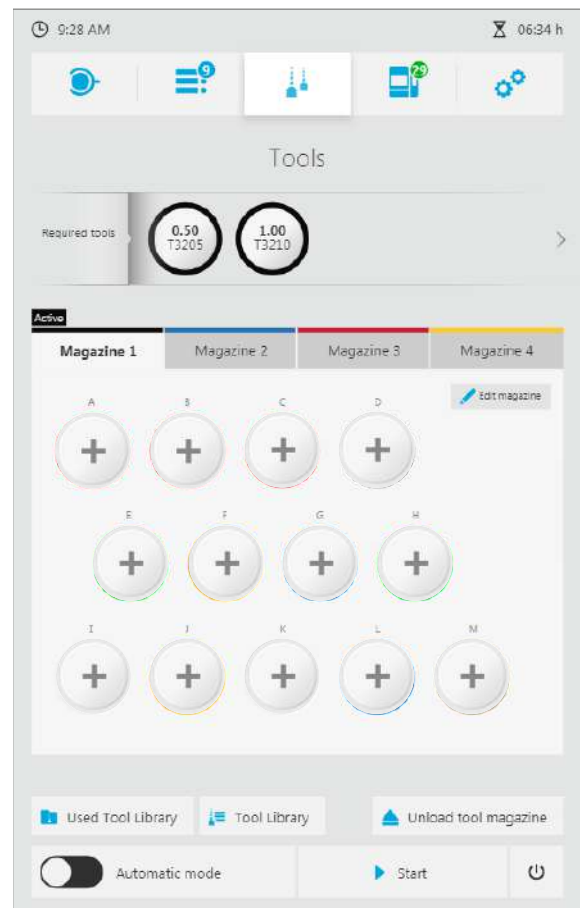 9:28 AM 06:34 h
9 29
Tools
Required tools
0.50
T3205
1.00
T3210
Active
Magazine 1 Magazine 2 Magazine 3 Magazine 4
Edit magazine
A B C D
E F G H
I J K L M
Used Tool Library Tool Library Unload tool magazine
Automatic mode Start